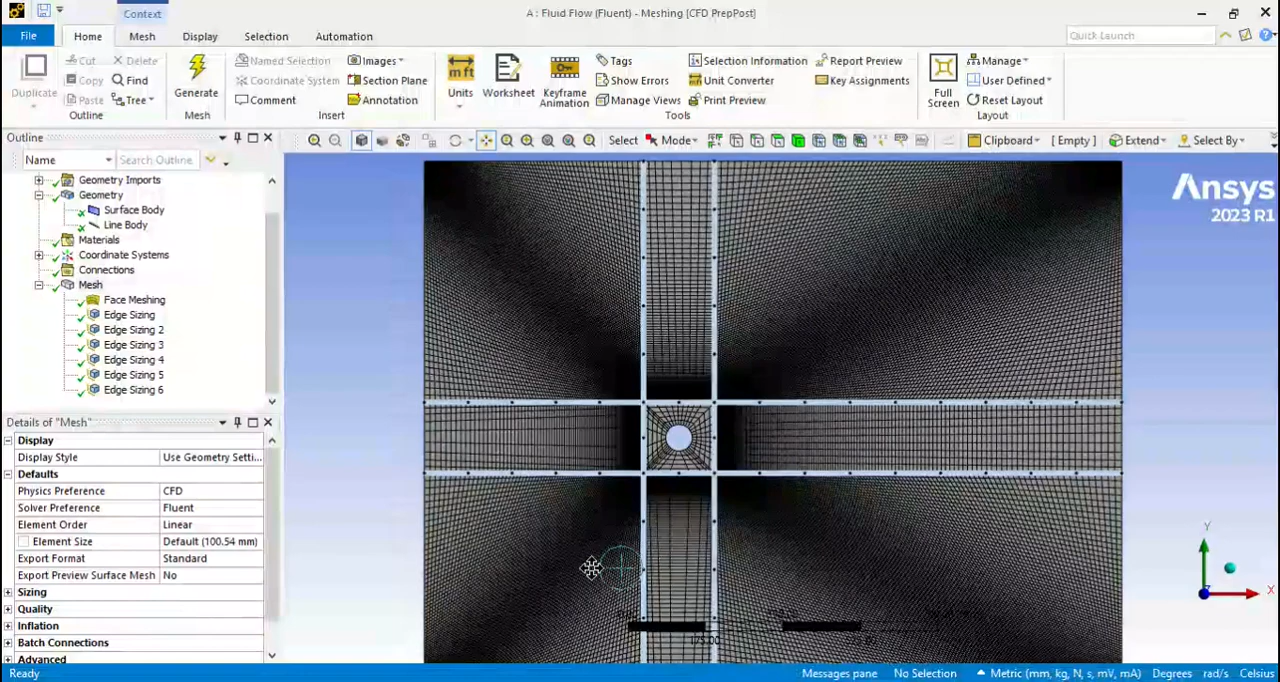 A : Fluid Flow (Fluent) - Meshing [CFD PrepPost]
Context
File Home Mesh Display Selection Automation Quick Launch
Duplicate
Cut Delete
Copy Find
Paste Tree
Outline
Generate
Mesh
Named Selection Images
Coordinate System Section Plane
Comment Annotation
Insert
Units
Worksheet
Keyframe
Animation
Tags Selection Information Report Preview
Show Errors Unit Converter Key Assignments
Manage Views Print Preview
Tools
Full
Screen
Manage
User Defined
Reset Layout
Layout
Outline
Select Mode Clipboard [ Empty ] Extend Select By
Name Search Outline
Geometry Imports
Geometry
Surface Body
Line Body
Materials
Coordinate Systems
Connections
Mesh
Face Meshing
Edge Sizing
Edge Sizing 2
Edge Sizing 3
Edge Sizing 4
Edge Sizing 5
Edge Sizing 6
Details of "Mesh"
Display
Display Style Use Geometry Setti...
Defaults
Physics Preference CFD
Solver Preference Fluent
Element Order Linear
Element Size Default (100.54 mm)
Export Format Standard
Export Preview Surface Mesh No
Sizing
Quality
Inflation
Batch Connections
Advanced
Ansys
2023 R1
Y
X
Ready Messages pane No Selection Metric (mm, kg, N, s, mV, mA) Degrees rad/s Celsius